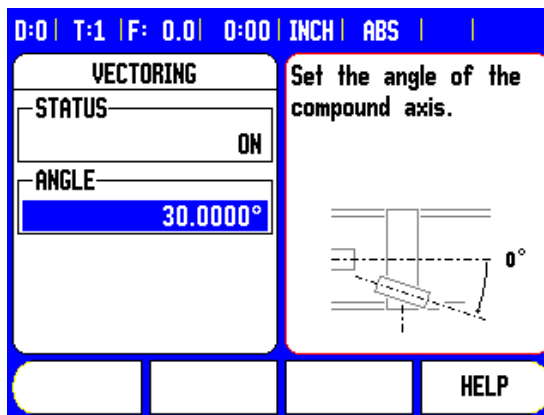 D:0 | T:1 | F: 0.0 | 0:00 | INCH | ABS | |
VECTORING
STATUS
ON
ANGLE
30.0000°
Set the angle of the
compound axis.
0°
HELP